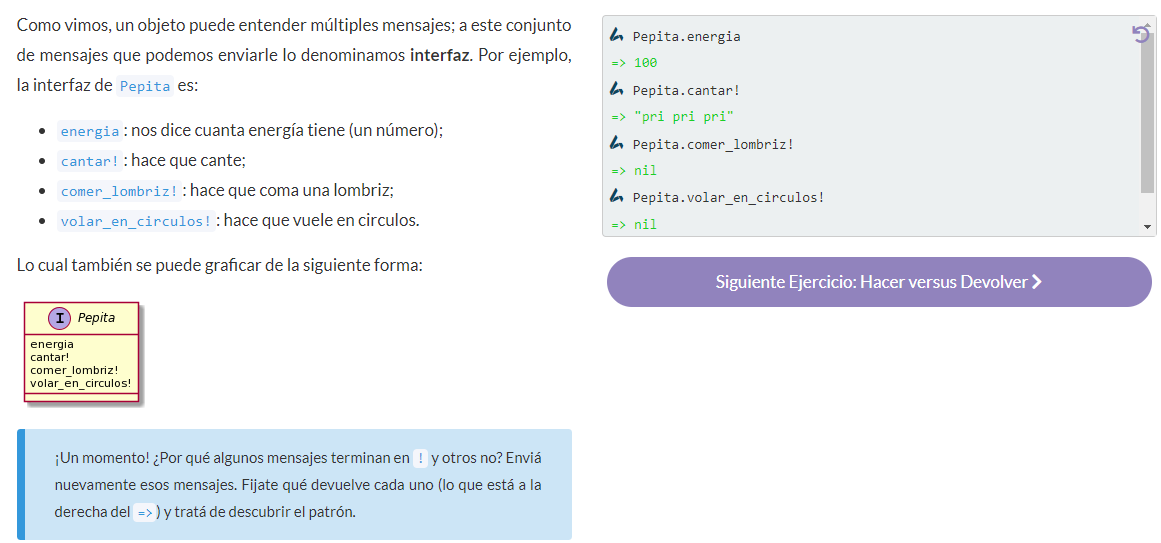 Como vimos, un objeto puede entender múltiples mensajes; a este conjunto
de mensajes que podemos enviarle lo denominamos interfaz. Por ejemplo,
la interfaz de Pepita es:
energia : nos dice cuanta energía tiene (un número);
cantar! : hace que cante;
comer_lombriz! : hace que coma una lombriz;
volar_en_circulos! : hace que vuele en circulos.
Lo cual también se puede graficar de la siguiente forma:
I Pepita
energia
cantar!
comer_lombriz!
volar_en_circulos!
¡Un momento! ¿Por qué algunos mensajes terminan en ! y otros no? Enviá
nuevamente esos mensajes. Fijate qué devuelve cada uno (lo que está a la
derecha del => ) y tratá de descubrir el patrón.
Pepita.energia
=> 100
Pepita.cantar!
=> "pri pri pri"
Pepita.comer_lombriz!
=> nil
Pepita.volar_en_circulos!
=> nil
Siguiente Ejercicio: Hacer versus Devolver